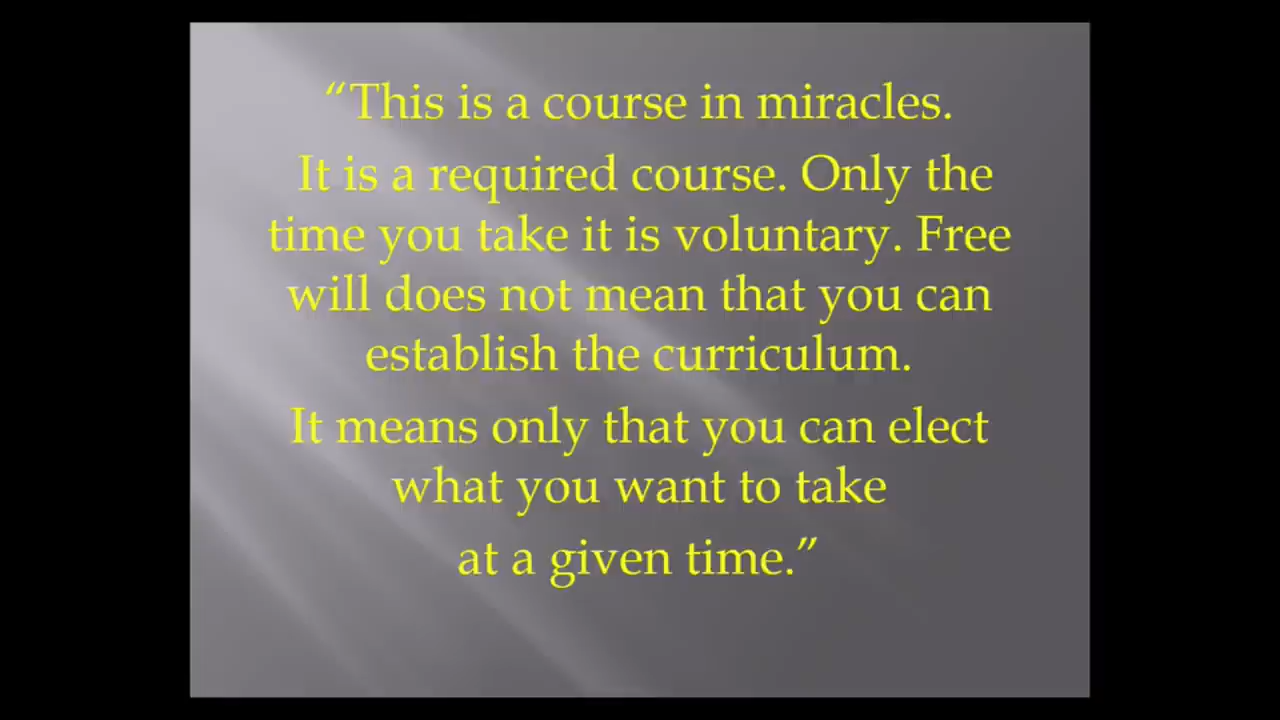 “This is a course in miracles.
It is a required course. Only the
time you take it is voluntary. Free
will does not mean that you can
establish the curriculum.
It means only that you can elect
what you want to take
at a given time.”